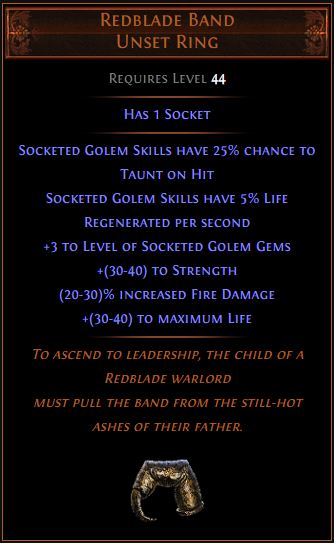 Redblade Band
Unset Ring
Requires Level 44
Has 1 Socket
Socketed Golem Skills have 25% chance to
Taunt on Hit
Socketed Golem Skills have 5% Life
Regenerated per second
+3 to Level of Socketed Golem Gems
+(30-40) to Strength
(20-30)% increased Fire Damage
+(30-40) to maximum Life
To ascend to leadership, the child of a
Redblade warlord
must pull the band from the still-hot
ashes of their father.